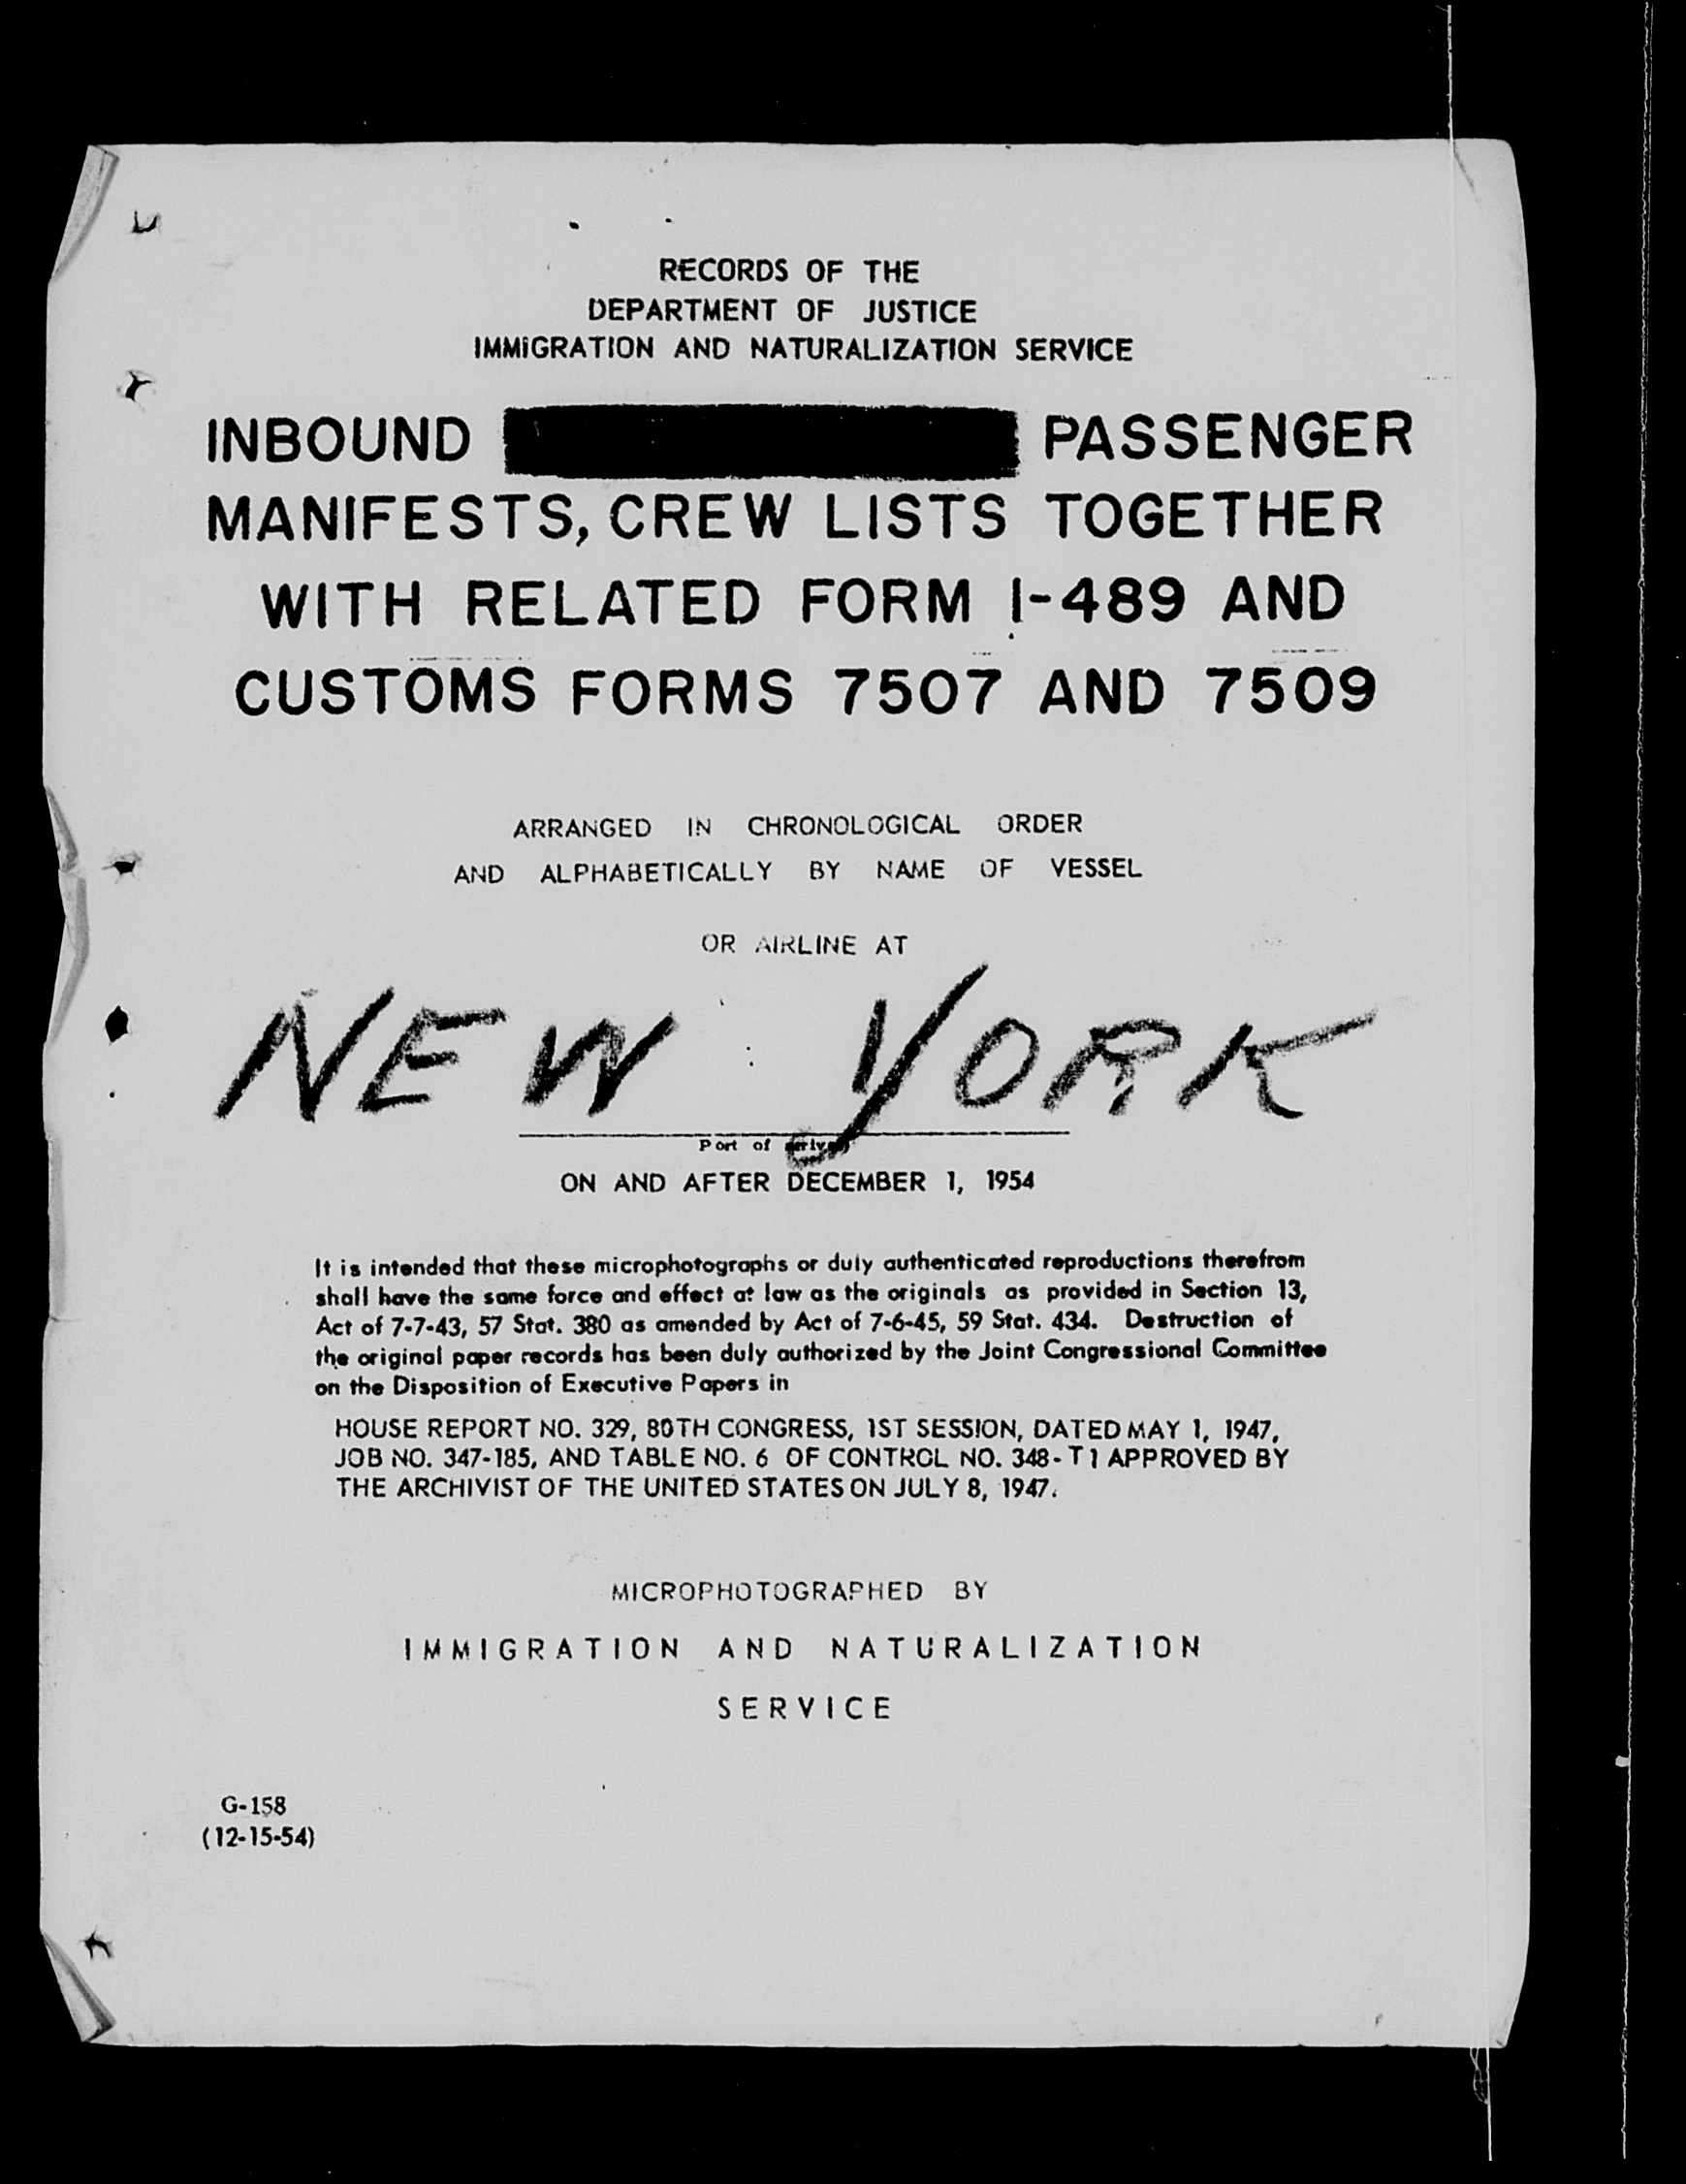 RECORDS OF THE
DEPARTMENT OF JUSTICE
IMMIGRATION AND NATURALIZATION SERVICE
INBOUND PASSENGER
MANIFESTS, CREW LISTS TOGETHER
WITH RELATED FORM I-489 AND
CUSTOMS FORMS 7507 AND 7509
ARRANGED IN CHRONOLOGICAL ORDER
AND ALPHABETICALLY BY NAME OF VESSEL
OR AIRLINE AT
NEW YORK
Port of
ON AND AFTER DECEMBER 1, 1954
It is intended that these microphotographs or duly authenticated reproductions therefrom
shall have the same force and effect at law as the originals as provided in Section 13,
Act of 7-7-43, 57 Stat. 380 as amended by Act of 7-6-45, 59 Stat. 434. Destruction of
the original paper records has been duly authorized by the Joint Congressional Committee
on the Disposition of Executive Papers in
HOUSE REPORT NO. 329, 80TH CONGRESS, 1ST SESSION, DATED MAY 1, 1947,
JOB NO. 347-185, AND TABLE NO. 6 OF CONTROL NO. 348-T1 APPROVED BY
THE ARCHIVIST OF THE UNITED STATES ON JULY 8, 1947.
MICROPHOTOGRAPHED BY
IMMIGRATION AND NATURALIZATION
SERVICE
G-158
(12-15-54)